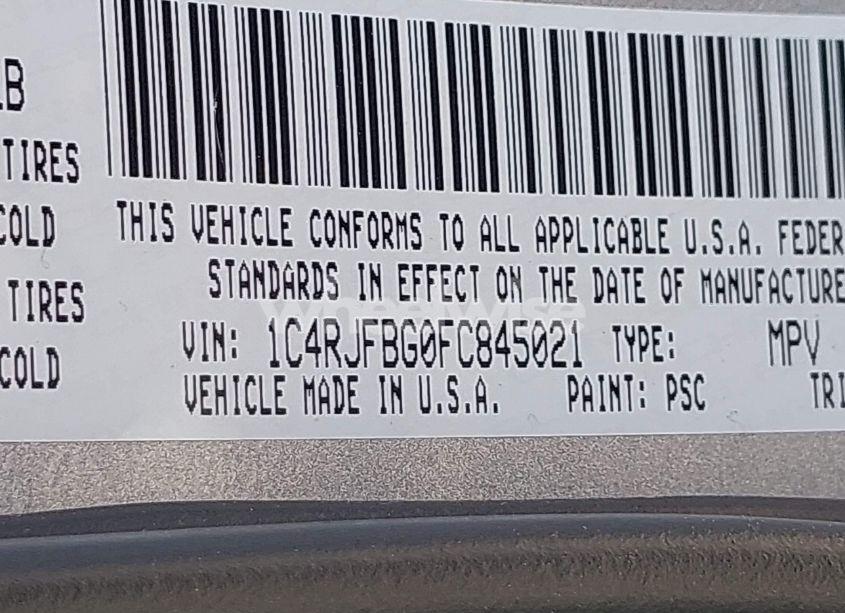 LB
TIRES
COLD
TIRES
COLD
THIS VEHICLE CONFORMS TO ALL APPLICABLE U.S.A. FEDER
STANDARDS IN EFFECT ON THE DATE OF MANUFACTURE
wheelwise
VIN: 1C4RJFBG0FC845021 TYPE: MPV
VEHICLE MADE IN U.S.A. PAINT: PSC TRI